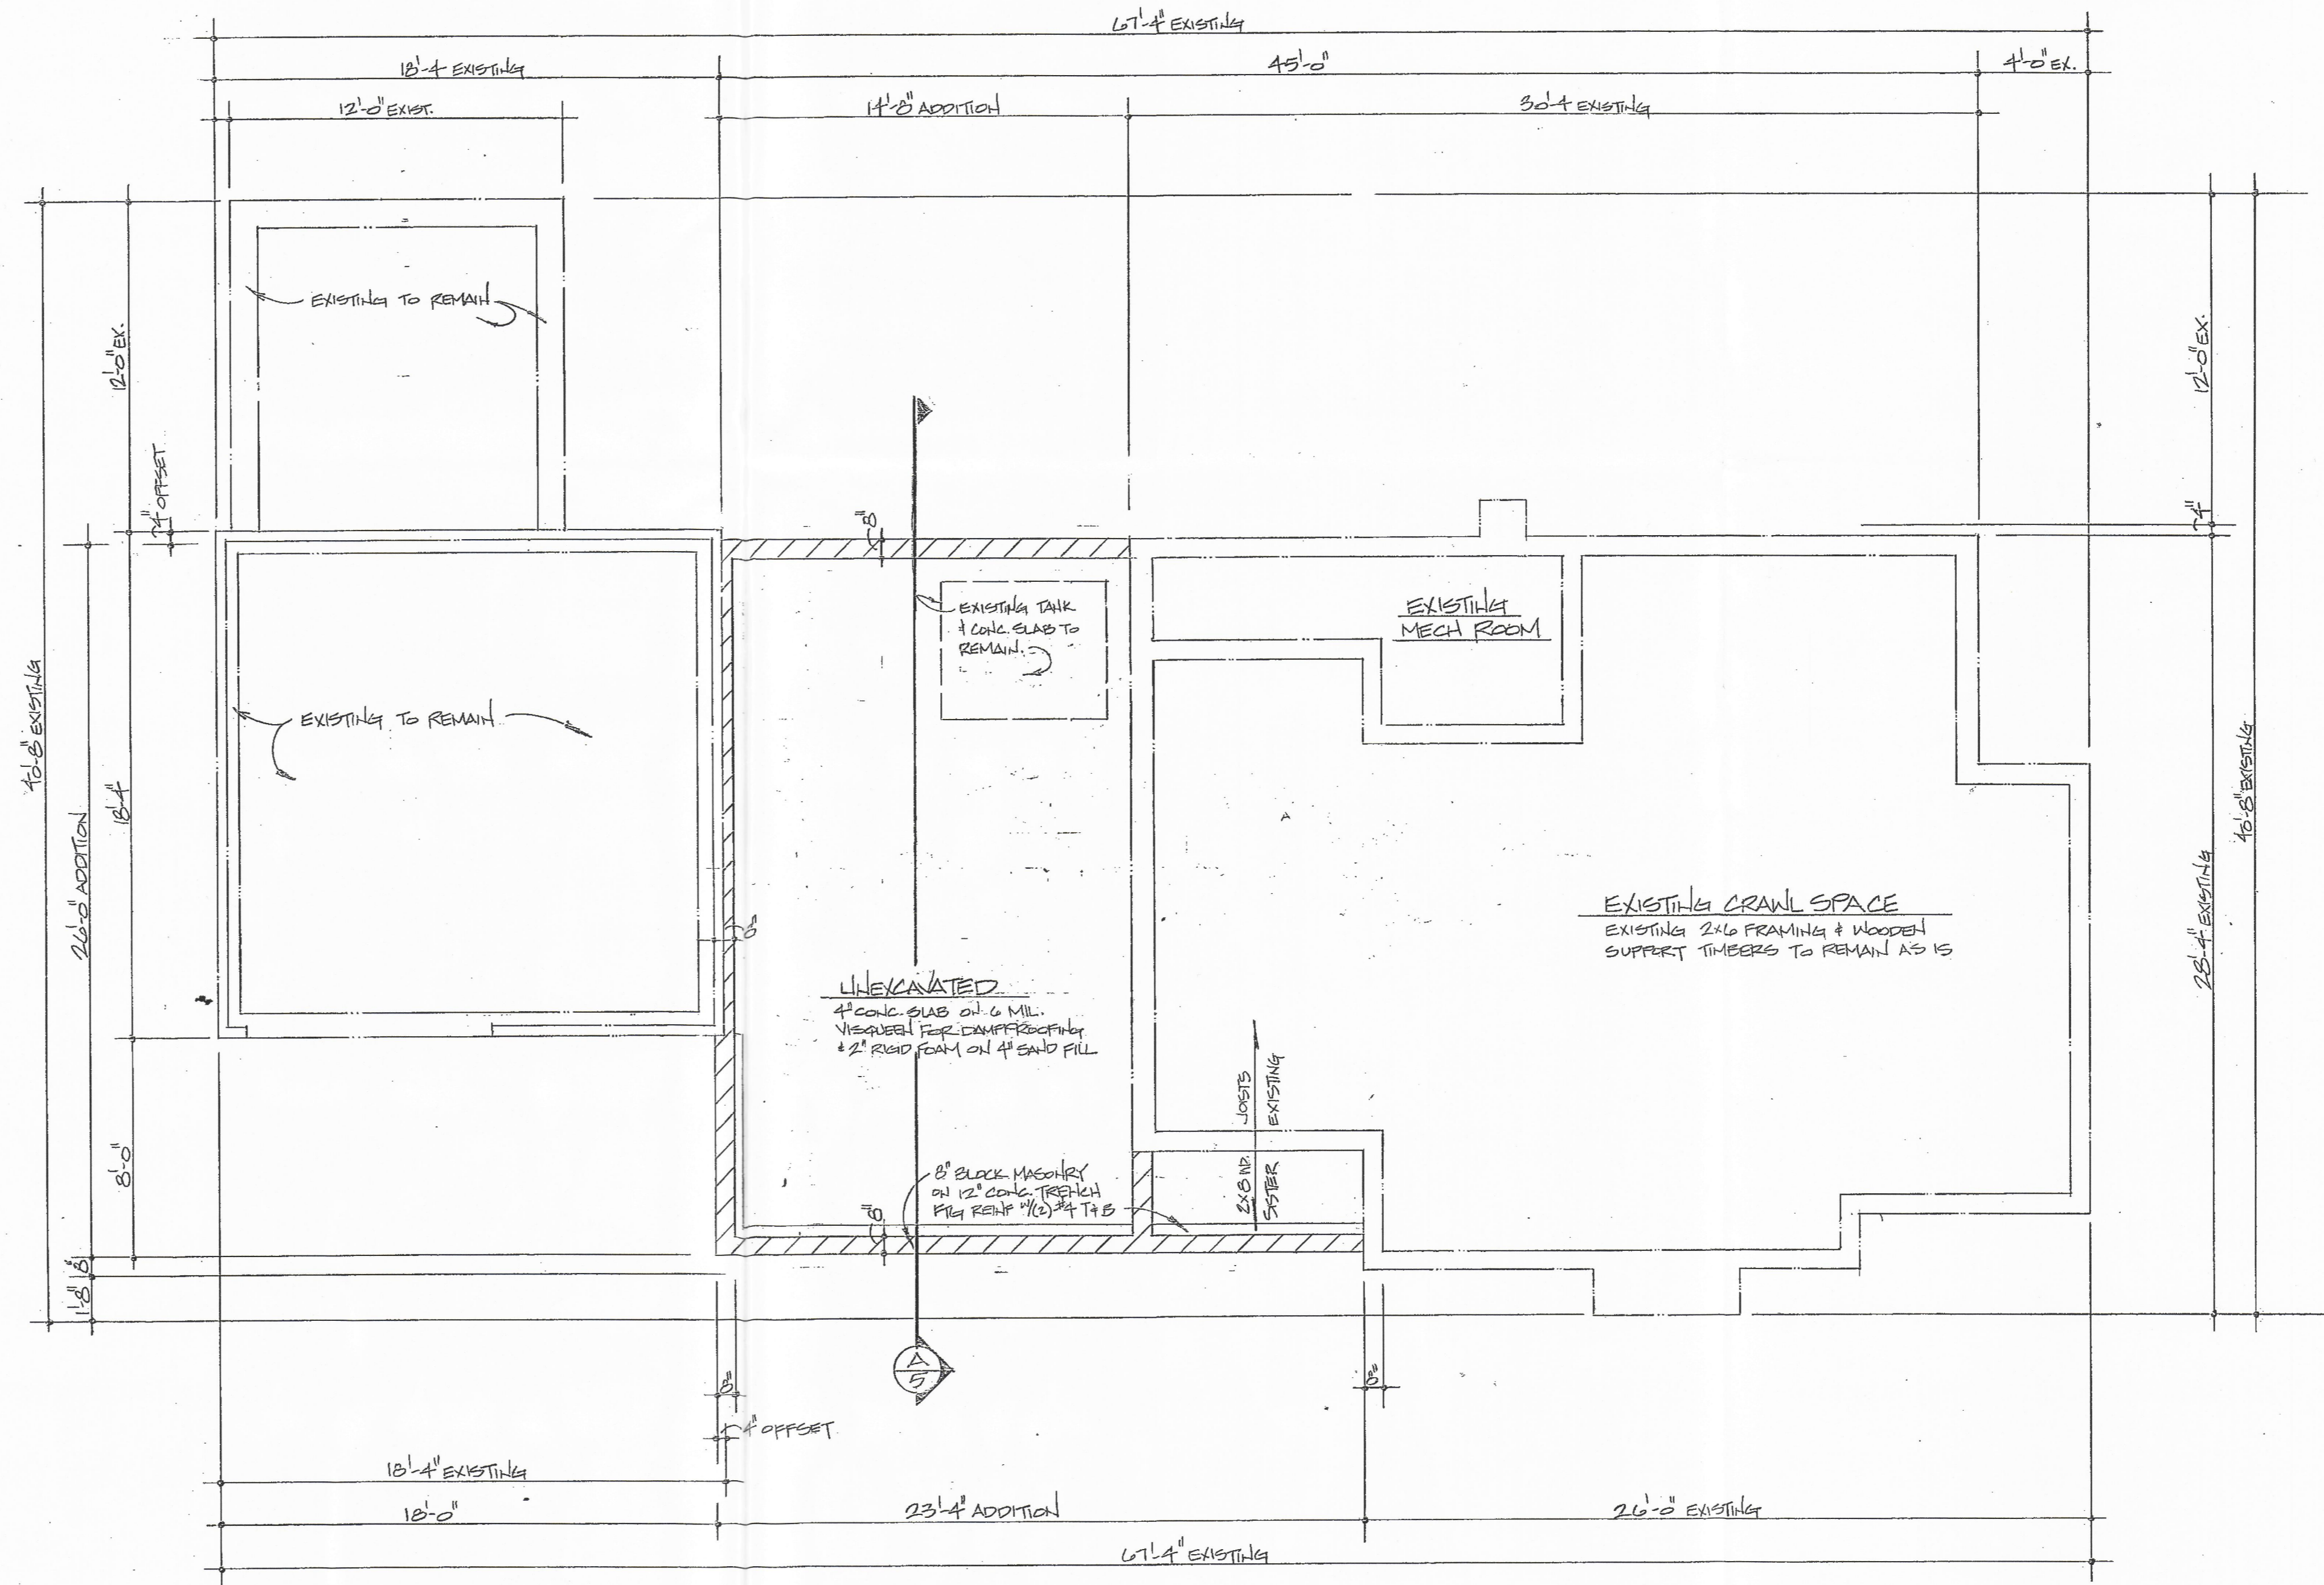 67'-4" EXISTING
18'-4 EXISTING
45'-0"
4'-0" EX.
12'-0" EXIST.
14'-8" ADDITION
30'-4 EXISTING
EXISTING TO REMAIN
12'-0" EX.
12'-0" EX.
4" OFFSET
8"
4"
EXISTING TANK
& CONC. SLAB TO
REMAIN.
EXISTING
MECH ROOM
40'-8" EXISTING
26'-0" ADDITION
18'-4"
EXISTING TO REMAIN
8"
EXISTING CRAWL SPACE
EXISTING 2x6 FRAMING & WOODEN
SUPPORT TIMBERS TO REMAIN AS IS
28'-4" EXISTING
40'-8" EXISTING
UNEXCAVATED
4" CONC. SLAB ON 6 MIL.
VISQUEEN FOR DAMPPROOFING
& 2" RIGID FOAM ON 4" SAND FILL
2x8 ND. JOISTS
SISTER EXISTING
8'-0"
8" BLOCK MASONRY
ON 12" CONC. TRENCH
FTG REINF W/(2)-#4 T&B
8"
8"
1'-8"
A
5
8"
8"
4" OFFSET
18'-4" EXISTING
18'-0"
23'-4" ADDITION
26'-0" EXISTING
67'-4" EXISTING